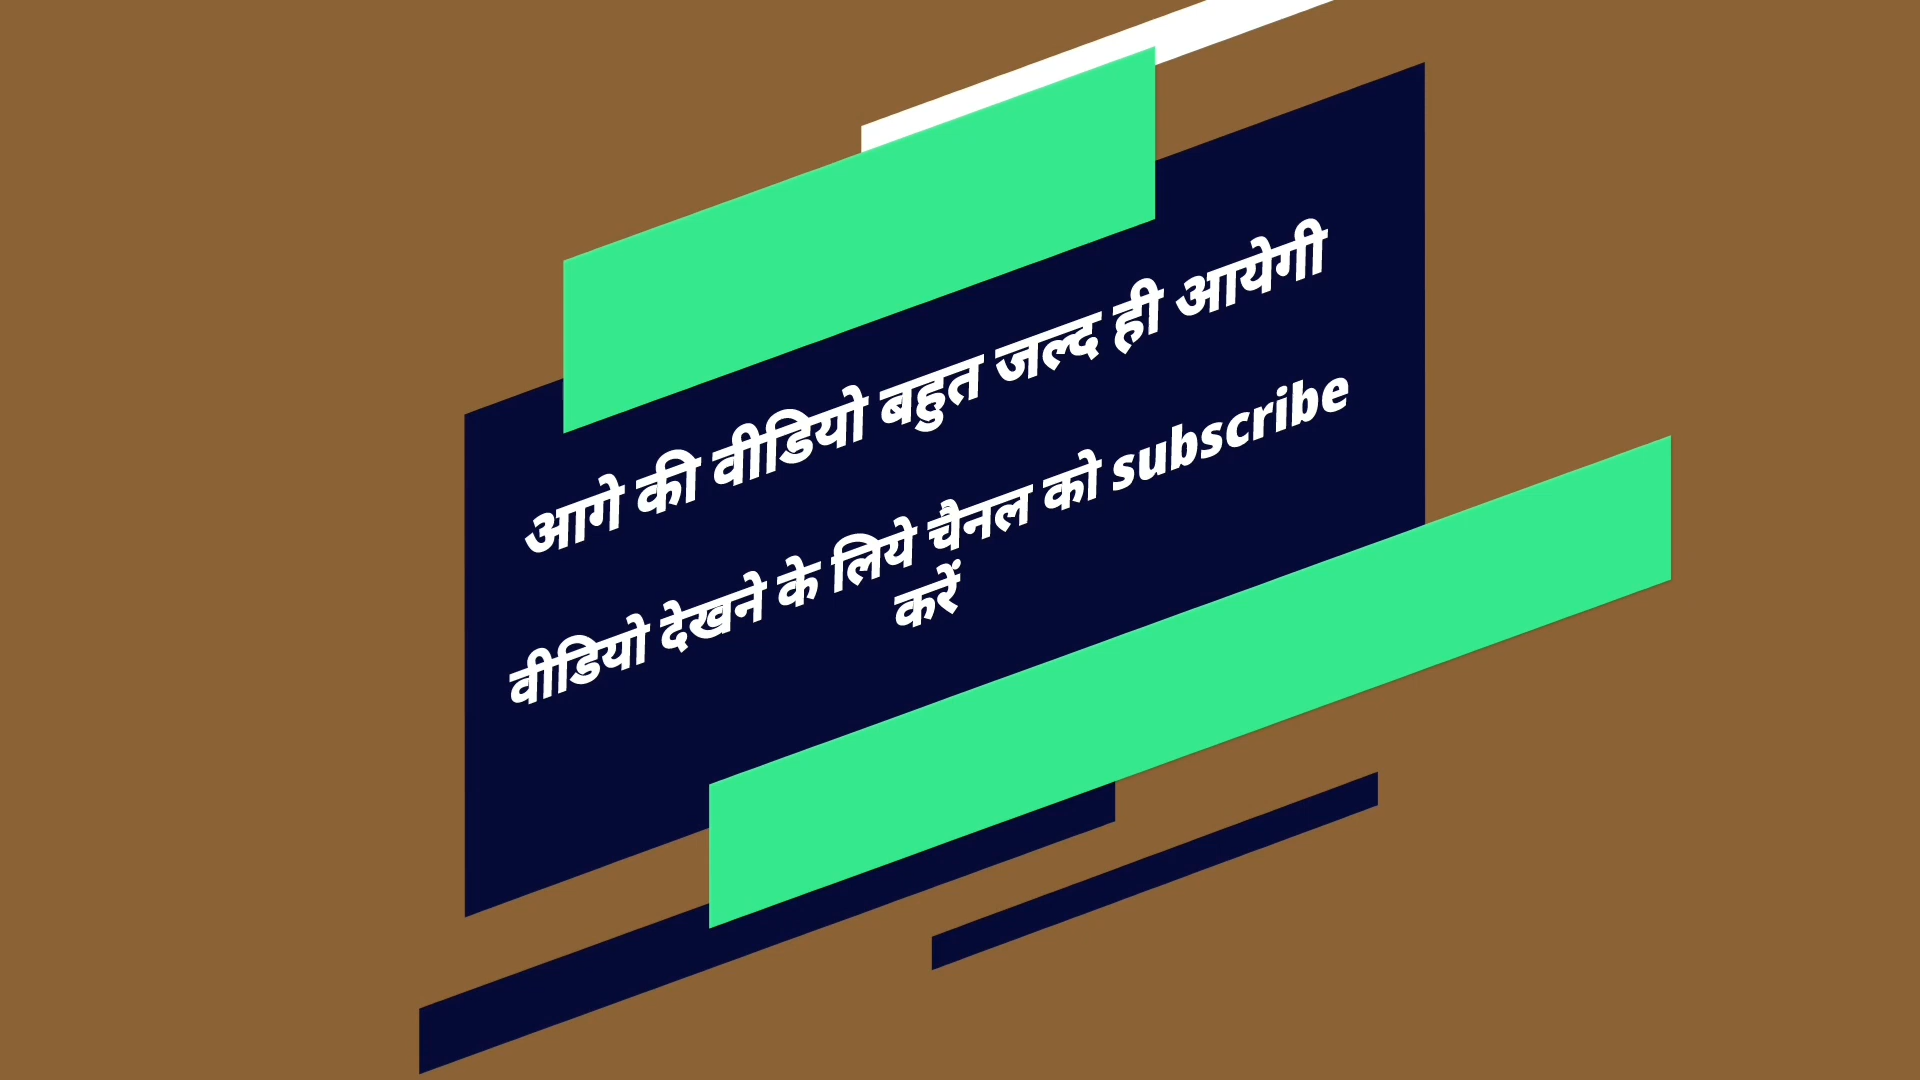 आगे की वीडियो बहुत जल्द ही आयेगी
वीडियो देखने के लिये चैनल को subscribe
करें